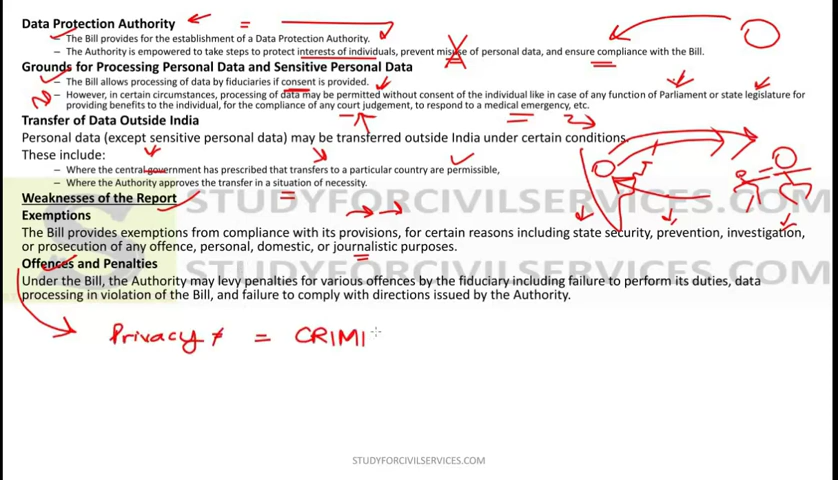 Data Protection Authority
– The Bill provides for the establishment of a Data Protection Authority.
– The Authority is empowered to take steps to protect interests of individuals, prevent misuse of personal data, and ensure compliance with the Bill.
Grounds for Processing Personal Data and Sensitive Personal Data
– The Bill allows processing of data by fiduciaries if consent is provided.
– However, in certain circumstances, processing of data may be permitted without consent of the individual like in case of any function of Parliament or state legislature for
providing benefits to the individual, for the compliance of any court judgement, to respond to a medical emergency, etc.
Transfer of Data Outside India
Personal data (except sensitive personal data) may be transferred outside India under certain conditions.
These include:
– Where the central government has prescribed that transfers to a particular country are permissible,
– Where the Authority approves the transfer in a situation of necessity.
Weaknesses of the Report
STUDYFORCIVILSERVICES.COM
Exemptions
The Bill provides exemptions from compliance with its provisions, for certain reasons including state security, prevention, investigation,
or prosecution of any offence, personal, domestic, or journalistic purposes.
Offences and Penalties
STUDYFORCIVILSERVICES.COM
Under the Bill, the Authority may levy penalties for various offences by the fiduciary including failure to perform its duties, data
processing in violation of the Bill, and failure to comply with directions issued by the Authority.
Privacy ≠ = CRIMI
STUDYFORCIVILSERVICES.COM